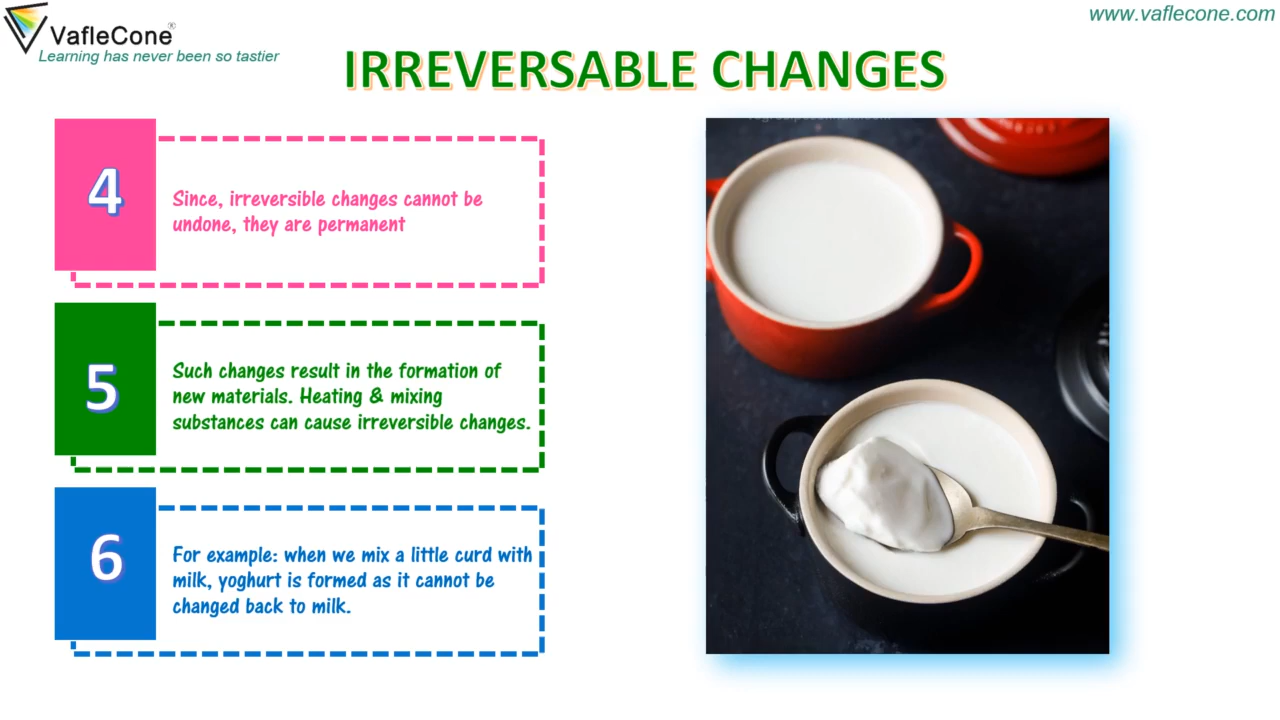 VafleCone®
Learning has never been so tastier
www.vaflecone.com
IRREVERSABLE CHANGES
4
Since, irreversible changes cannot be
undone, they are permanent
5
Such changes result in the formation of
new materials. Heating & mixing
substances can cause irreversible changes.
6
For example: when we mix a little curd with
milk, yoghurt is formed as it cannot be
changed back to milk.